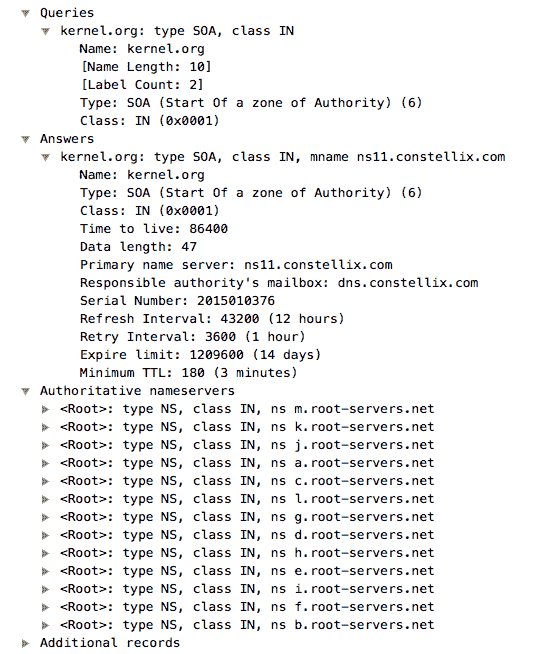 Queries
kernel.org: type SOA, class IN
Name: kernel.org
[Name Length: 10]
[Label Count: 2]
Type: SOA (Start Of a zone of Authority) (6)
Class: IN (0x0001)
Answers
kernel.org: type SOA, class IN, mname ns11.constellix.com
Name: kernel.org
Type: SOA (Start Of a zone of Authority) (6)
Class: IN (0x0001)
Time to live: 86400
Data length: 47
Primary name server: ns11.constellix.com
Responsible authority's mailbox: dns.constellix.com
Serial Number: 2015010376
Refresh Interval: 43200 (12 hours)
Retry Interval: 3600 (1 hour)
Expire limit: 1209600 (14 days)
Minimum TTL: 180 (3 minutes)
Authoritative nameservers
<Root>: type NS, class IN, ns m.root-servers.net
<Root>: type NS, class IN, ns k.root-servers.net
<Root>: type NS, class IN, ns j.root-servers.net
<Root>: type NS, class IN, ns a.root-servers.net
<Root>: type NS, class IN, ns c.root-servers.net
<Root>: type NS, class IN, ns l.root-servers.net
<Root>: type NS, class IN, ns g.root-servers.net
<Root>: type NS, class IN, ns d.root-servers.net
<Root>: type NS, class IN, ns h.root-servers.net
<Root>: type NS, class IN, ns e.root-servers.net
<Root>: type NS, class IN, ns i.root-servers.net
<Root>: type NS, class IN, ns f.root-servers.net
<Root>: type NS, class IN, ns b.root-servers.net
Additional records